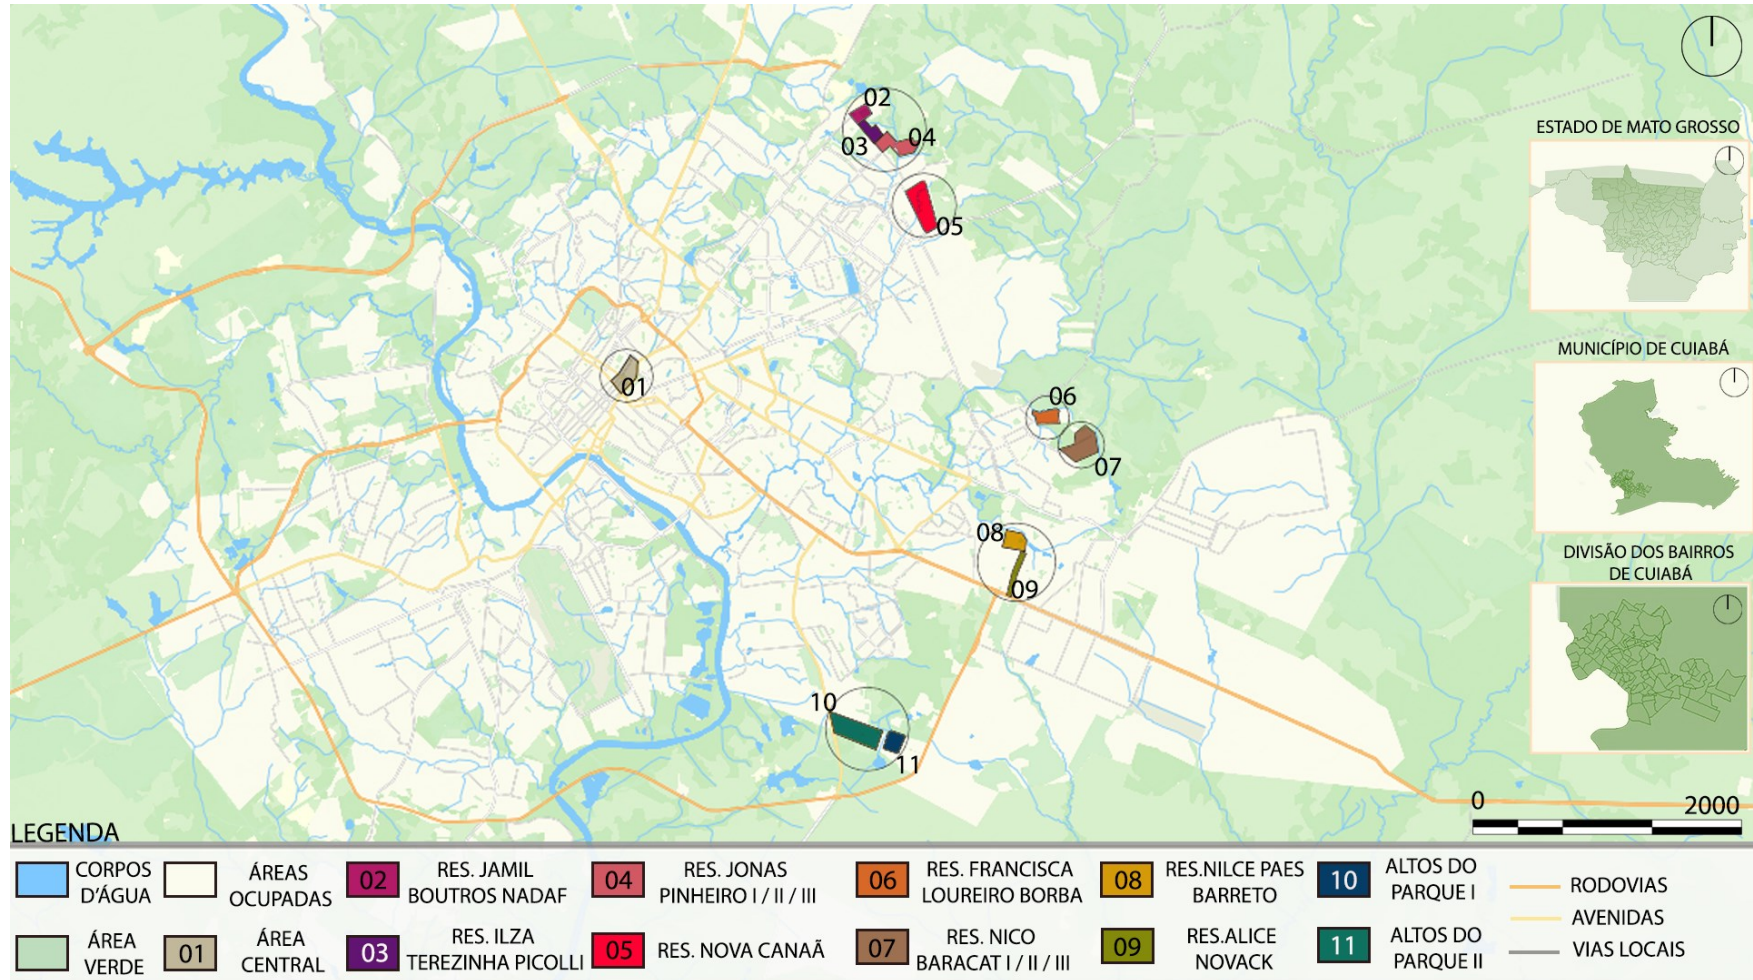 02
03
04
05
01
06
07
08
09
10
11
ESTADO DE MATO GROSSO
MUNICÍPIO DE CUIABÁ
DIVISÃO DOS BAIRROS
DE CUIABÁ
0 2000
LEGENDA
CORPOS
D'ÁGUA
ÁREAS
OCUPADAS
02 RES. JAMIL
BOUTROS NADAF
04 RES. JONAS
PINHEIRO I / II / III
06 RES. FRANCISCA
LOUREIRO BORBA
08 RES.NILCE PAES
BARRETO
10 ALTOS DO
PARQUE I
RODOVIAS
AVENIDAS
VIAS LOCAIS
ÁREA
VERDE
01 ÁREA
CENTRAL
03 RES. ILZA
TEREZINHA PICOLLI
05 RES. NOVA CANAÃ
07 RES. NICO
BARACAT I / II / III
09 RES.ALICE
NOVACK
11 ALTOS DO
PARQUE II